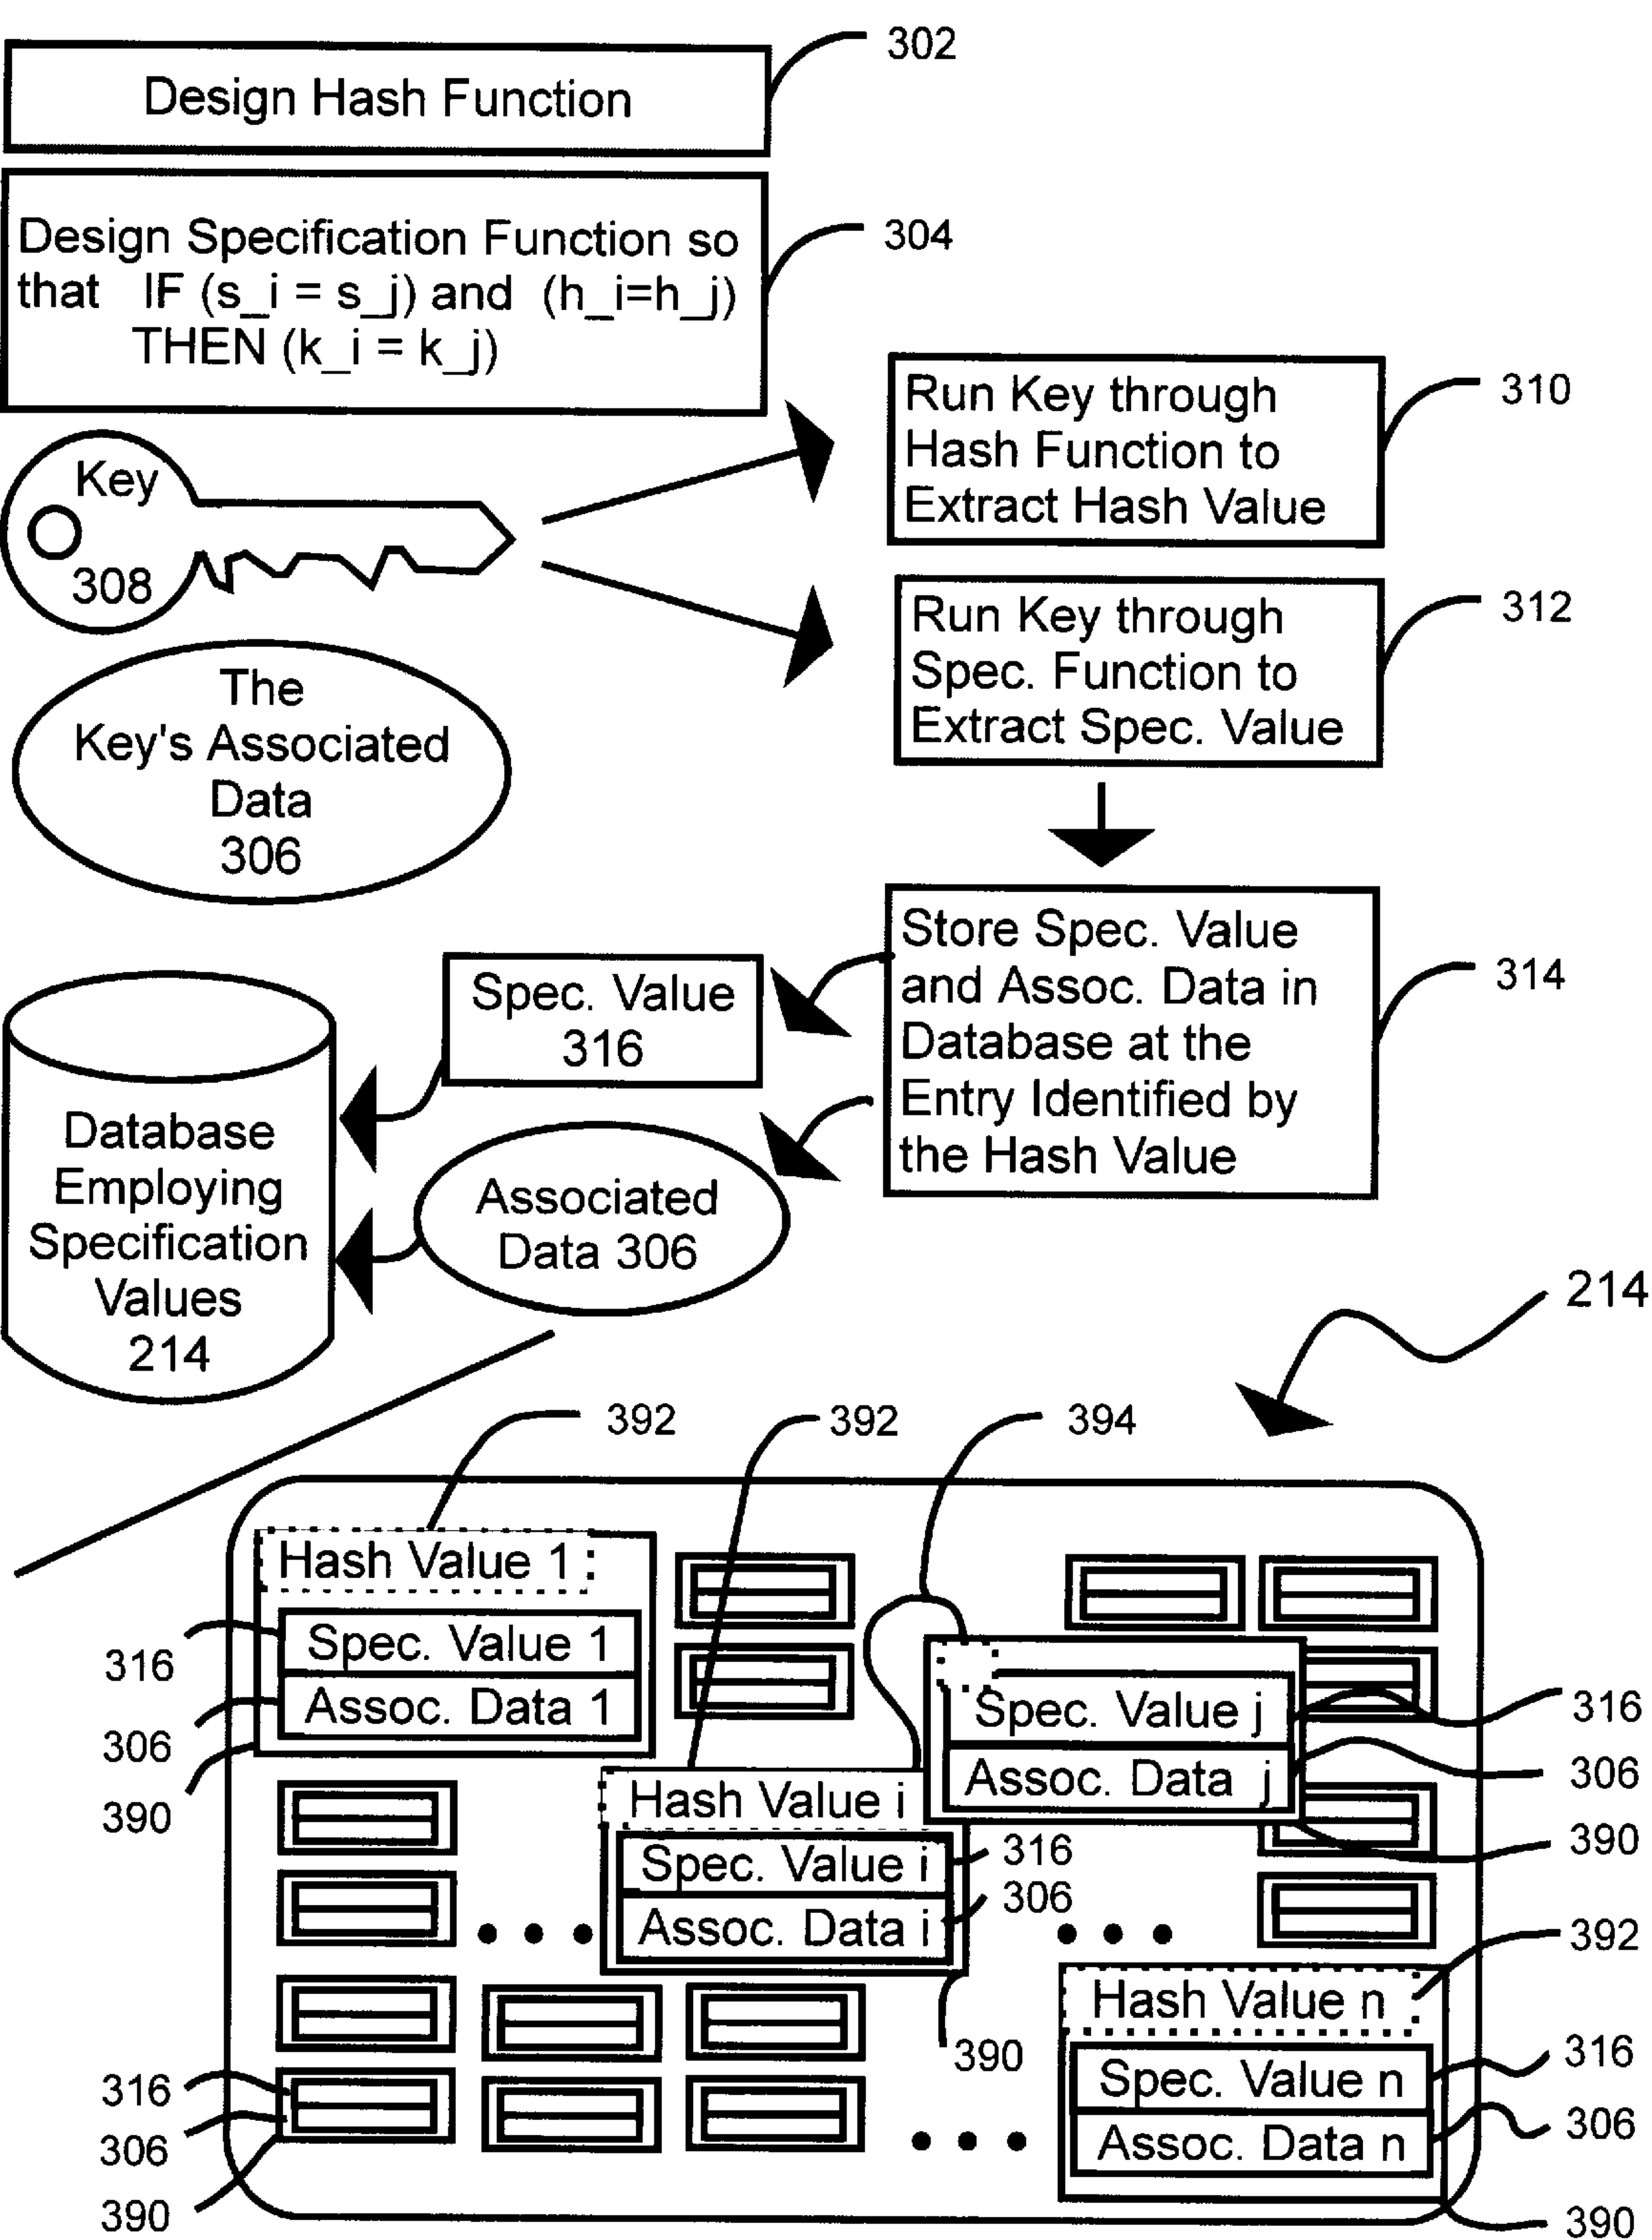 302
Design Hash Function
304
Design Specification Function so
that IF (s_i = s_j) and (h_i=h_j)
THEN (k_i = k_j)
310
Run Key through
Hash Function to
Extract Hash Value
Key
308
312
Run Key through
Spec. Function to
Extract Spec. Value
The
Key's Associated
Data
306
314
Store Spec. Value
and Assoc. Data in
Database at the
Entry Identified by
the Hash Value
Spec. Value
316
Associated
Data 306
Database
Employing
Specification
Values
214
214
392
392
394
Hash Value 1
Spec. Value 1
Assoc. Data 1
316
306
390
Spec. Value j
Assoc. Data j
316
306
390
Hash Value i
Spec. Value i
Assoc. Data i
316
306
390
• • •
• • •
392
Hash Value n
Spec. Value n
Assoc. Data n
316
306
390
• • •
316
306
390